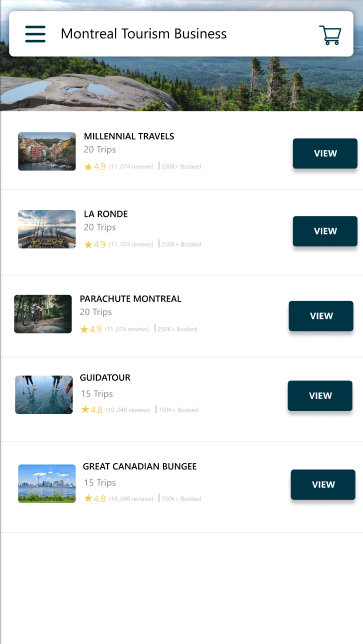 Montreal Tourism Business
MILLENNIAL TRAVELS
20 Trips
4.9 (11 ,074 reviews) 250K+ Booked
VIEW
LA RONDE
20 Trips
4.9 (11 ,074 reviews) 250K+ Booked
VIEW
PARACHUTE MONTREAL
20 Trips
4.9 (11 ,074 reviews) 250K+ Booked
VIEW
GUIDATOUR
15 Trips
4.8 (10 ,046 reviews) 150K+ Booked
VIEW
GREAT CANADIAN BUNGEE
15 Trips
4.8 (10 ,046 reviews) 150K+ Booked
VIEW